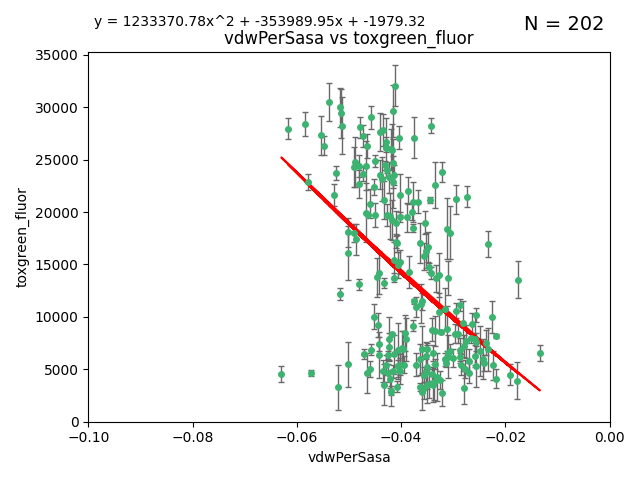 y = 1233370.78x^2 + -353989.95x + -1979.32
N = 202
vdwPerSasa vs toxgreen_fluor
35000
30000
25000
20000
15000
10000
5000
0
toxgreen_fluor
−0.10 −0.08 −0.06 −0.04 −0.02 0.00
vdwPerSasa